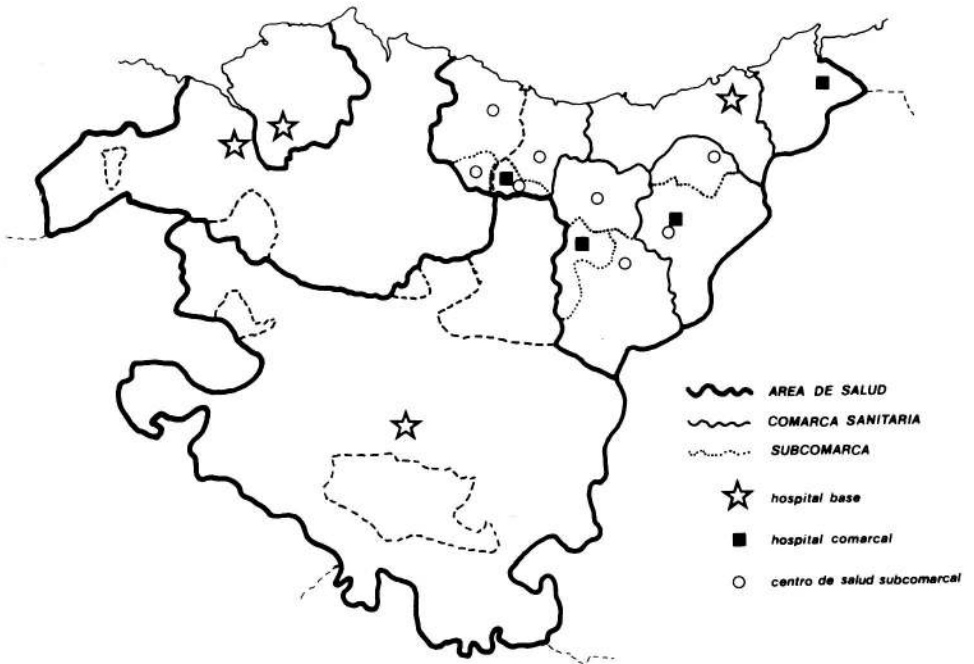 AREA DE SALUD
COMARCA SANITARIA
SUBCOMARCA
hospital base
hospital comarcal
centro de salud subcomarcal